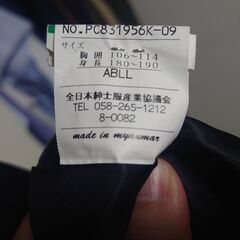 NO.PC831956K-09
サイズ
胸囲 106~114
身長 180~190
ABLL
全日本紳士服産業協議会
TEL 058-265-1212
8-0082
made in myanmar